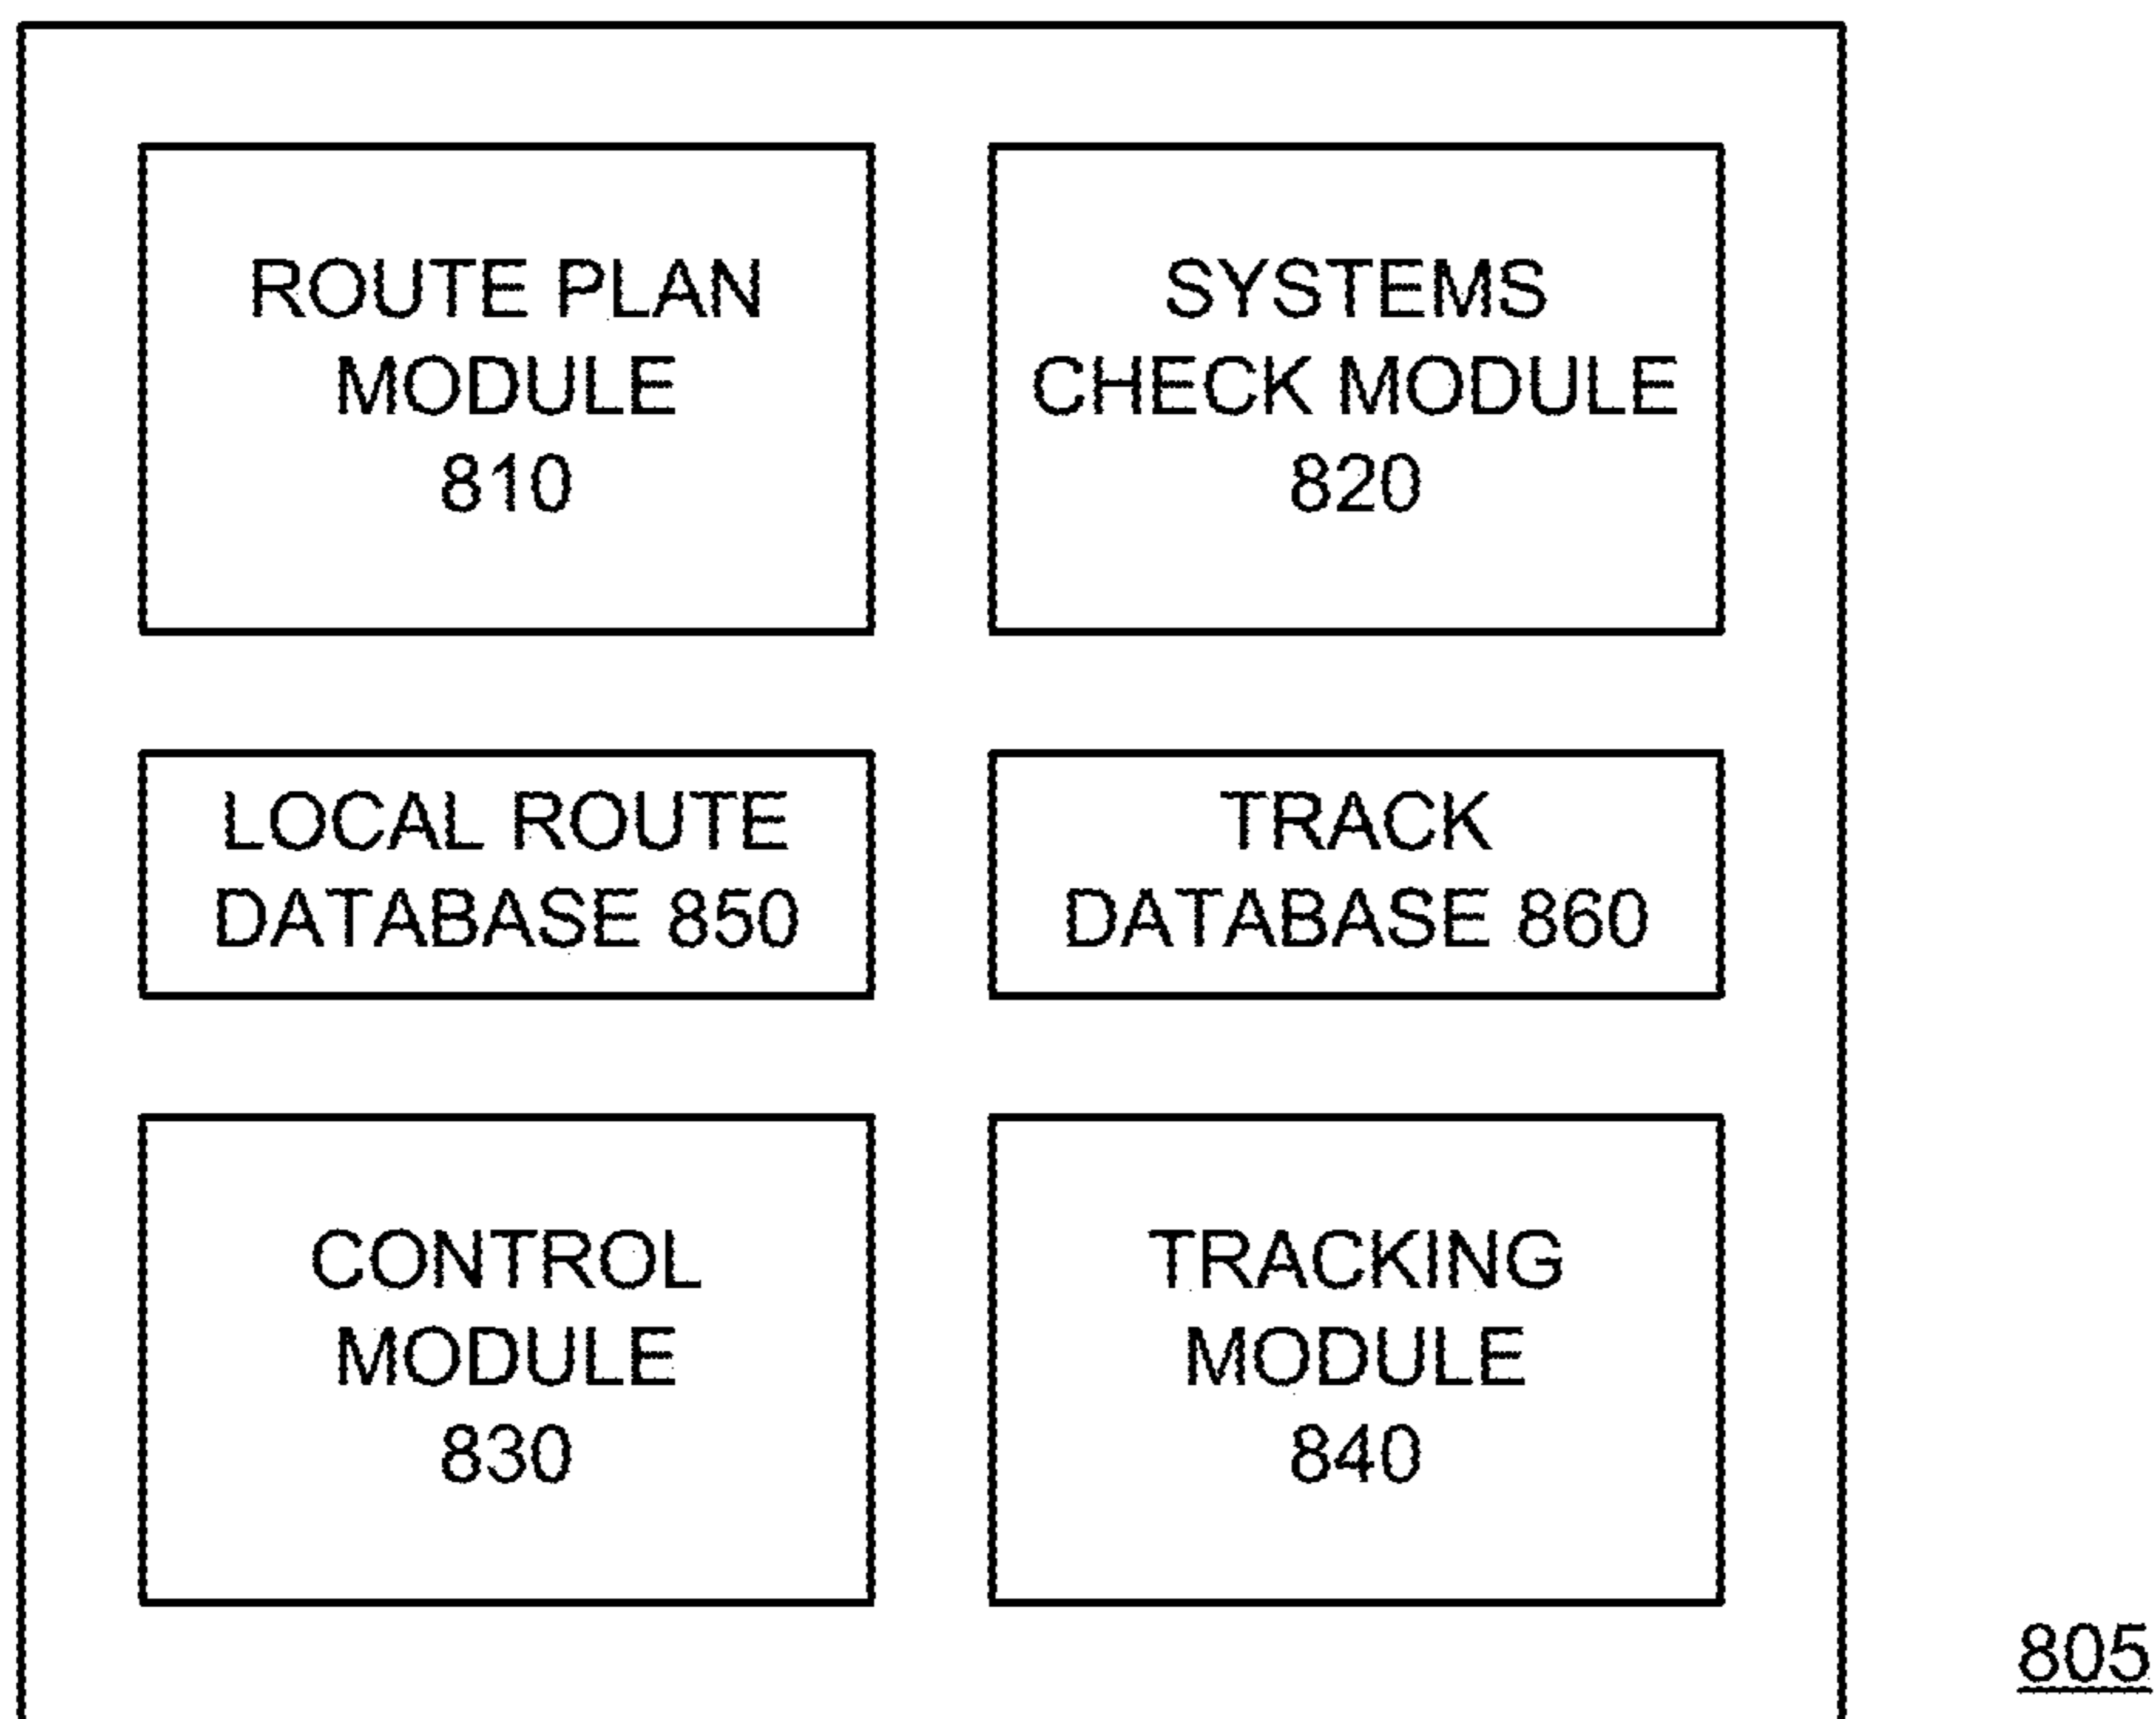 ROUTE PLAN
MODULE
810
SYSTEMS
CHECK MODULE
820
LOCAL ROUTE
DATABASE 850
TRACK
DATABASE 860
CONTROL
MODULE
830
TRACKING
MODULE
840
805